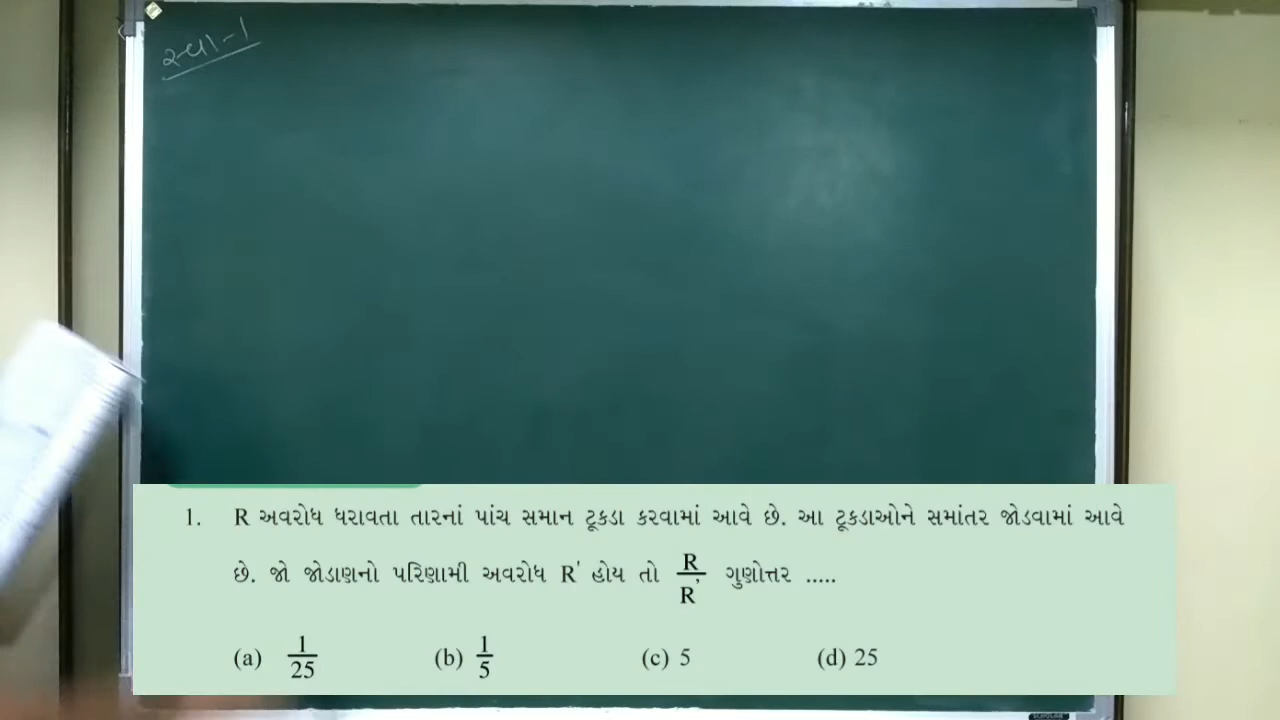 સ્વા-1
1. R અવરોધ ધરાવતા તારનાં પાંચ સમાન ટૂકડા કરવામાં આવે છે. આ ટૂકડાઓને સમાંતર જોડવામાં આવે
છે. જો જોડાણનો પરિણામી અવરોધ R' હોય તો R/R' ગુણોત્તર .....
(a) 1/25 (b) 1/5 (c) 5 (d) 25